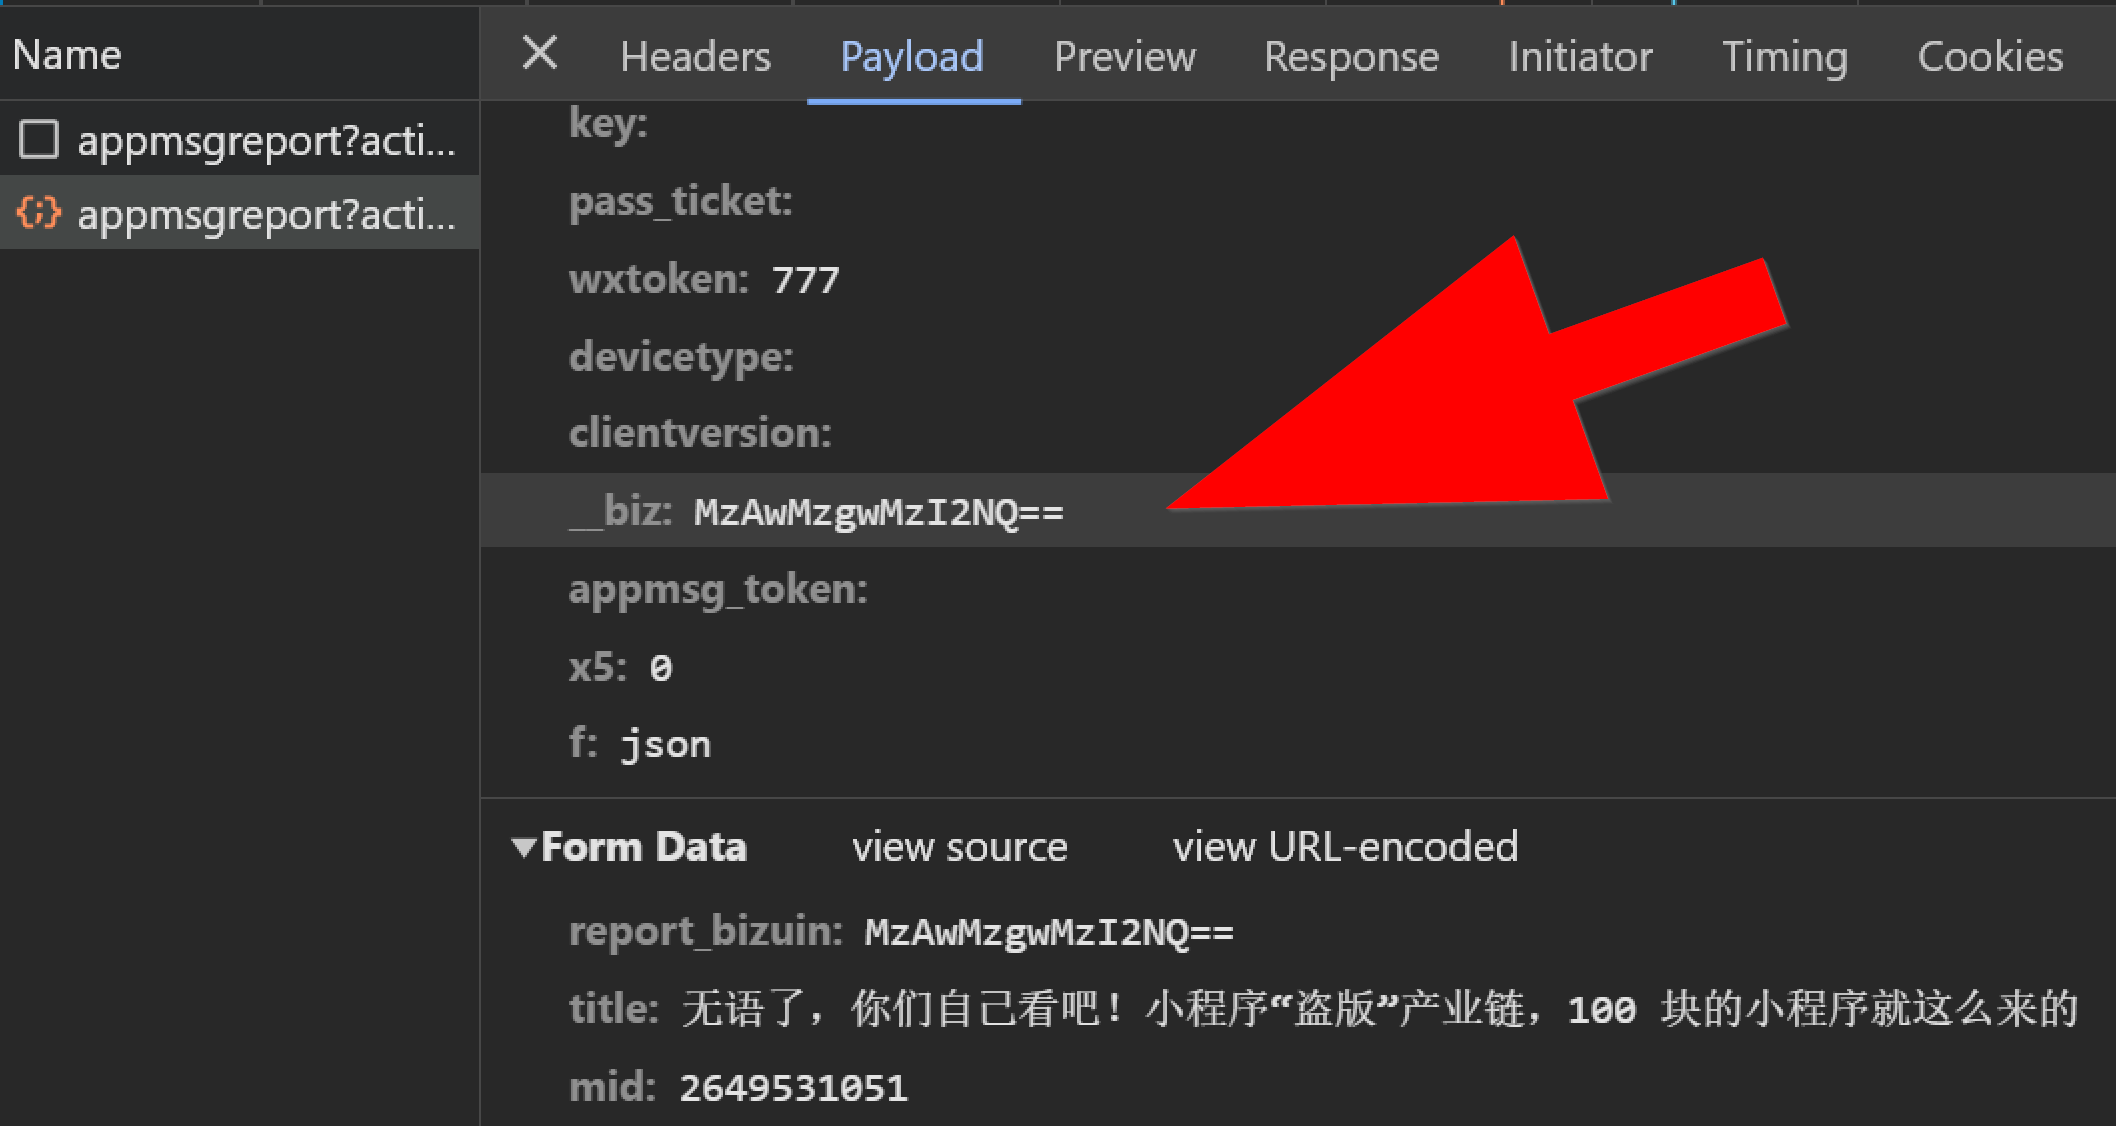 Name
Headers Payload Preview Response Initiator Timing Cookies
appmsgreport?acti...
appmsgreport?acti...
key:
pass_ticket:
wxtoken: 777
devicetype:
clientversion:
__biz: MzAwMzgwMzI2NQ==
appmsg_token:
x5: 0
f: json
Form Data view source view URL-encoded
report_bizuin: MzAwMzgwMzI2NQ==
title: 无语了，你们自己看吧！小程序“盗版”产业链，100 块的小程序就这么来的
mid: 2649531051